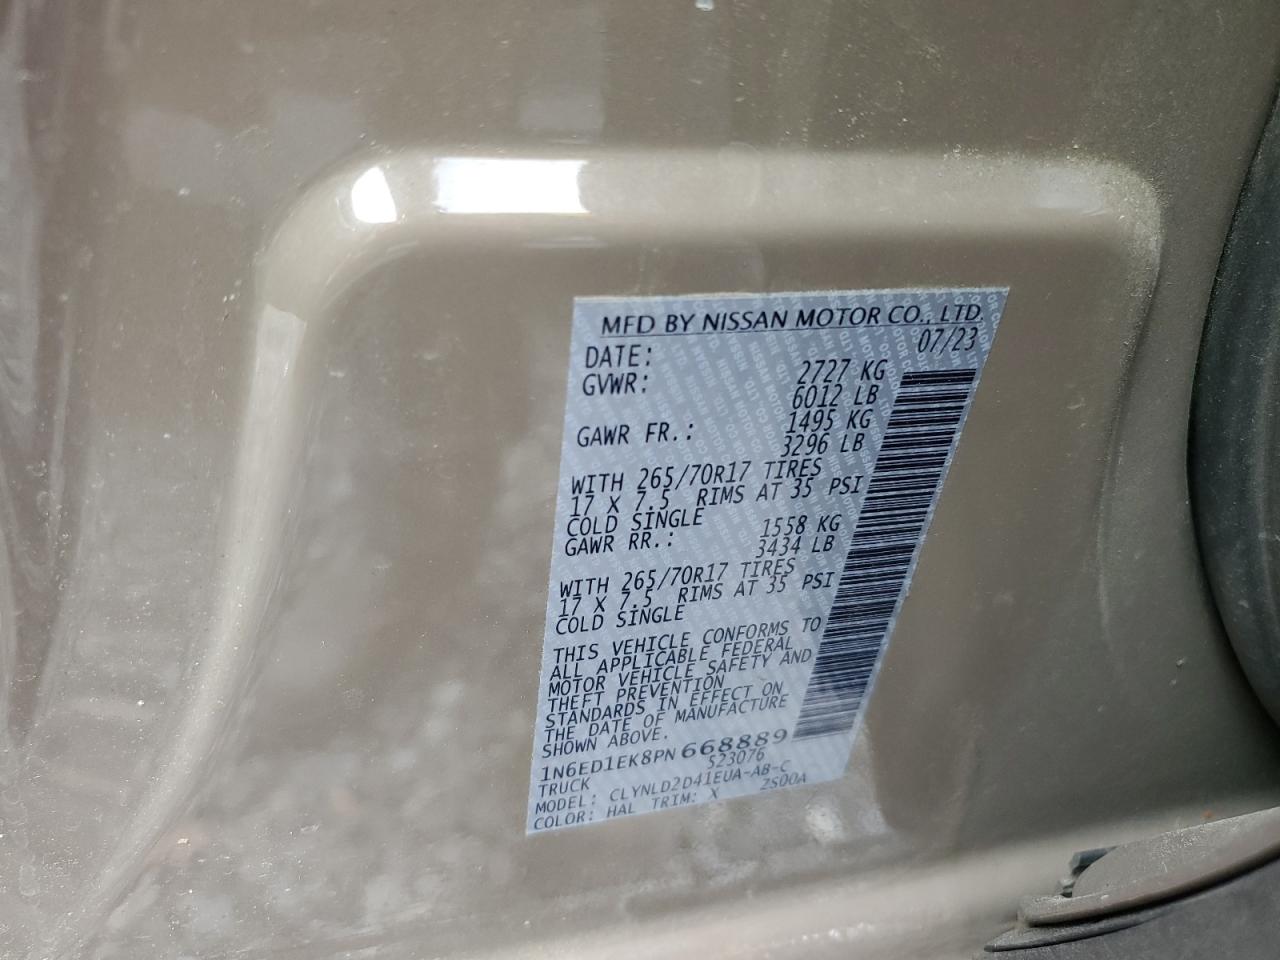 MFD BY NISSAN MOTOR CO., LTD.
DATE: 07/23
GVWR: 2727 KG
6012 LB
GAWR FR.: 1495 KG
3296 LB
WITH 265/70R17 TIRES
17 X 7.5 RIMS AT 35 PSI
COLD SINGLE
GAWR RR.: 1558 KG
3434 LB
WITH 265/70R17 TIRES
17 X 7.5 RIMS AT 35 PSI
COLD SINGLE
THIS VEHICLE CONFORMS TO
ALL APPLICABLE FEDERAL
MOTOR VEHICLE SAFETY AND
THEFT PREVENTION
STANDARDS IN EFFECT ON
THE DATE OF MANUFACTURE
SHOWN ABOVE.
1N6ED1EK8PN668889
TRUCK 523076
MODEL: CLYNLD2D41EUA-AB-C
COLOR: HAL TRIM: X ZS00A